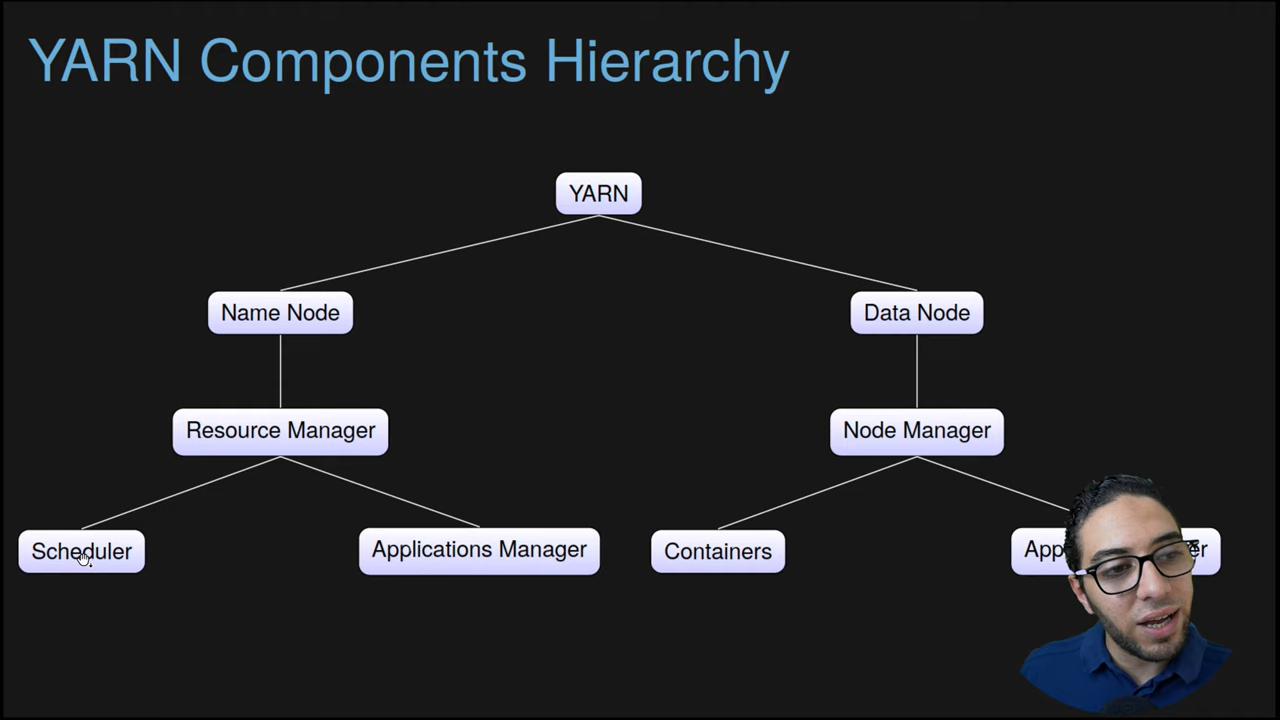 YARN Components Hierarchy
YARN
Name Node
Data Node
Resource Manager
Node Manager
Scheduler
Applications Manager
Containers